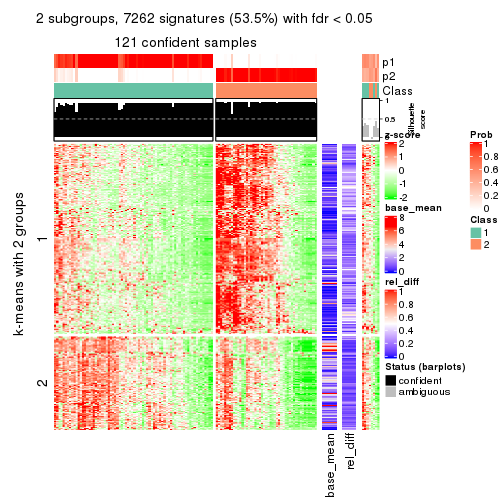 2 subgroups, 7262 signatures (53.5%) with fdr < 0.05
121 confident samples
p1
p2
Class
1
0.5
0
Silhouette
score
k-means with 2 groups
1
2
base_mean
rel_diff
z-score
2
1
0
-1
-2
base_mean
8
6
4
2
0
rel_diff
1
0.8
0.6
0.4
0.2
0
Status (barplots)
confident
ambiguous
Prob
1
0.8
0.6
0.4
0.2
0
Class
1
2